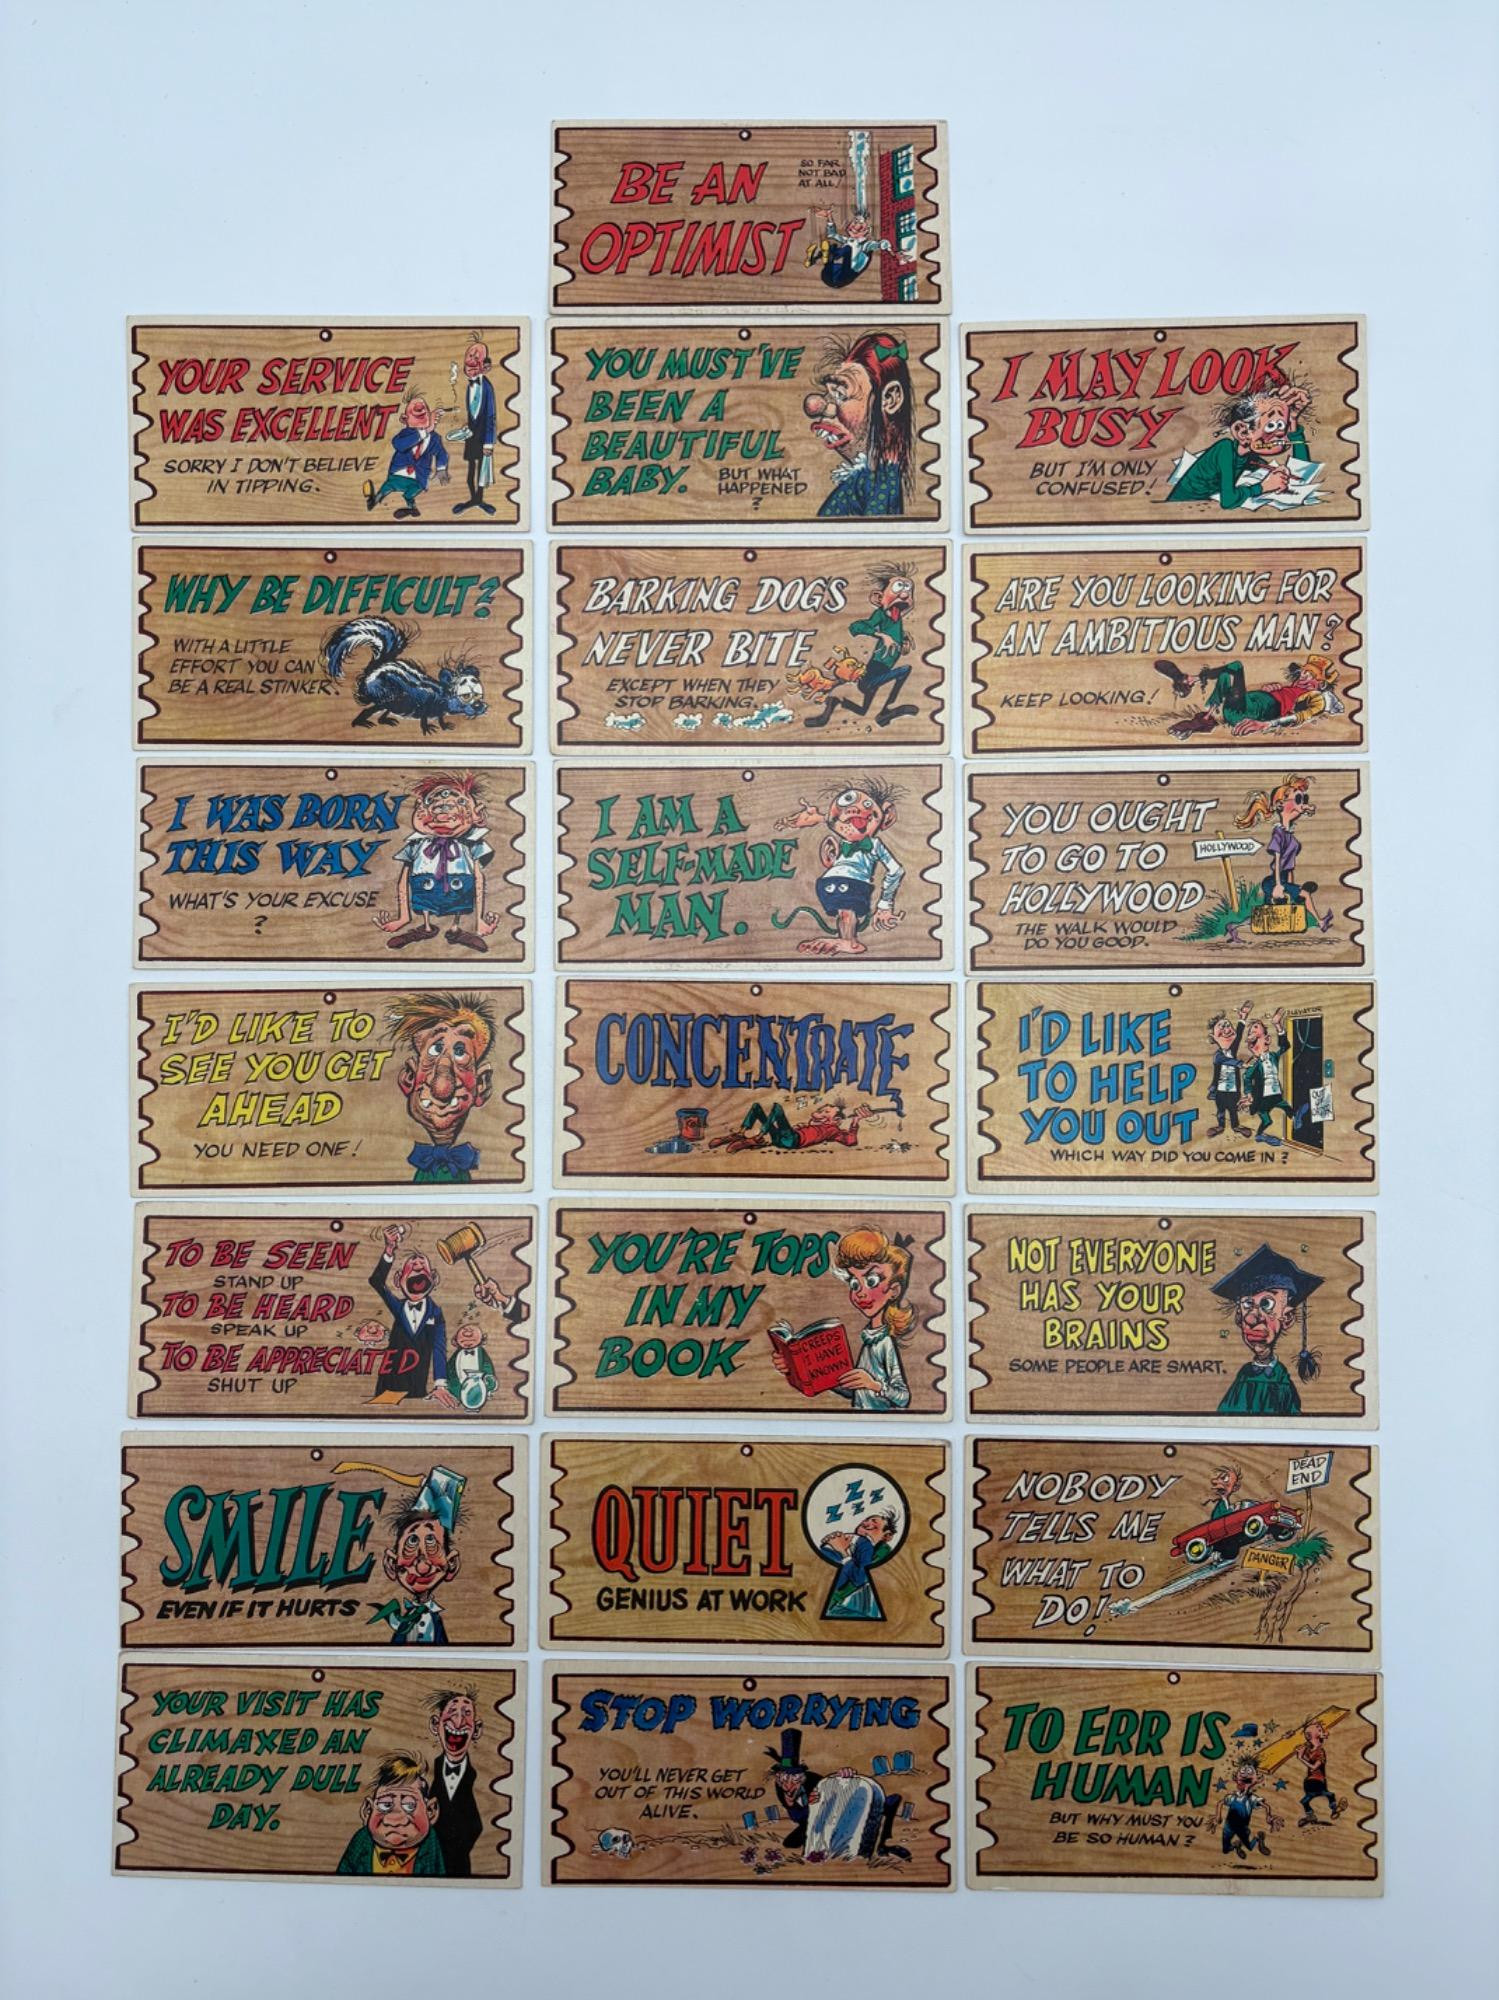 BE AN
OPTIMIST
SO FAR
NOT BAD
AT ALL!
YOUR SERVICE
WAS EXCELLENT
SORRY I DON'T BELIEVE
IN TIPPING.
YOU MUST'VE
BEEN A
BEAUTIFUL
BABY.
BUT WHAT
HAPPENED
?
I MAY LOOK
BUSY
BUT I'M ONLY
CONFUSED!
WHY BE DIFFICULT?
WITH A LITTLE
EFFORT YOU CAN
BE A REAL STINKER.
BARKING DOGS
NEVER BITE
EXCEPT WHEN THEY
STOP BARKING.
ARE YOU LOOKING FOR
AN AMBITIOUS MAN?
KEEP LOOKING!
I WAS BORN
THIS WAY
WHAT'S YOUR EXCUSE
?
I AM A
SELF-MADE
MAN.
YOU OUGHT
TO GO TO
HOLLYWOOD
THE WALK WOULD
DO YOU GOOD.
HOLLYWOOD
I'D LIKE TO
SEE YOU GET
AHEAD
YOU NEED ONE!
CONCENTRATE
Z Z Z
I'D LIKE
TO HELP
YOU OUT
WHICH WAY DID YOU COME IN?
ELEVATOR
OUT
OF
ORDER
TO BE SEEN
STAND UP
TO BE HEARD
SPEAK UP
TO BE APPRECIATED
SHUT UP
YOU'RE TOPS
IN MY
BOOK
CREEPS
I HAVE
KNOWN
NOT EVERYONE
HAS YOUR
BRAINS
SOME PEOPLE ARE SMART.
SMILE
EVEN IF IT HURTS
QUIET
GENIUS AT WORK
Z Z Z Z Z
NOBODY
TELLS ME
WHAT TO
DO!
DEAD
END
DANGER
YOUR VISIT HAS
CLIMAXED AN
ALREADY DULL
DAY.
STOP WORRYING
YOU'LL NEVER GET
OUT OF THIS WORLD
ALIVE.
TO ERR IS
HUMAN
BUT WHY MUST YOU
BE SO HUMAN?